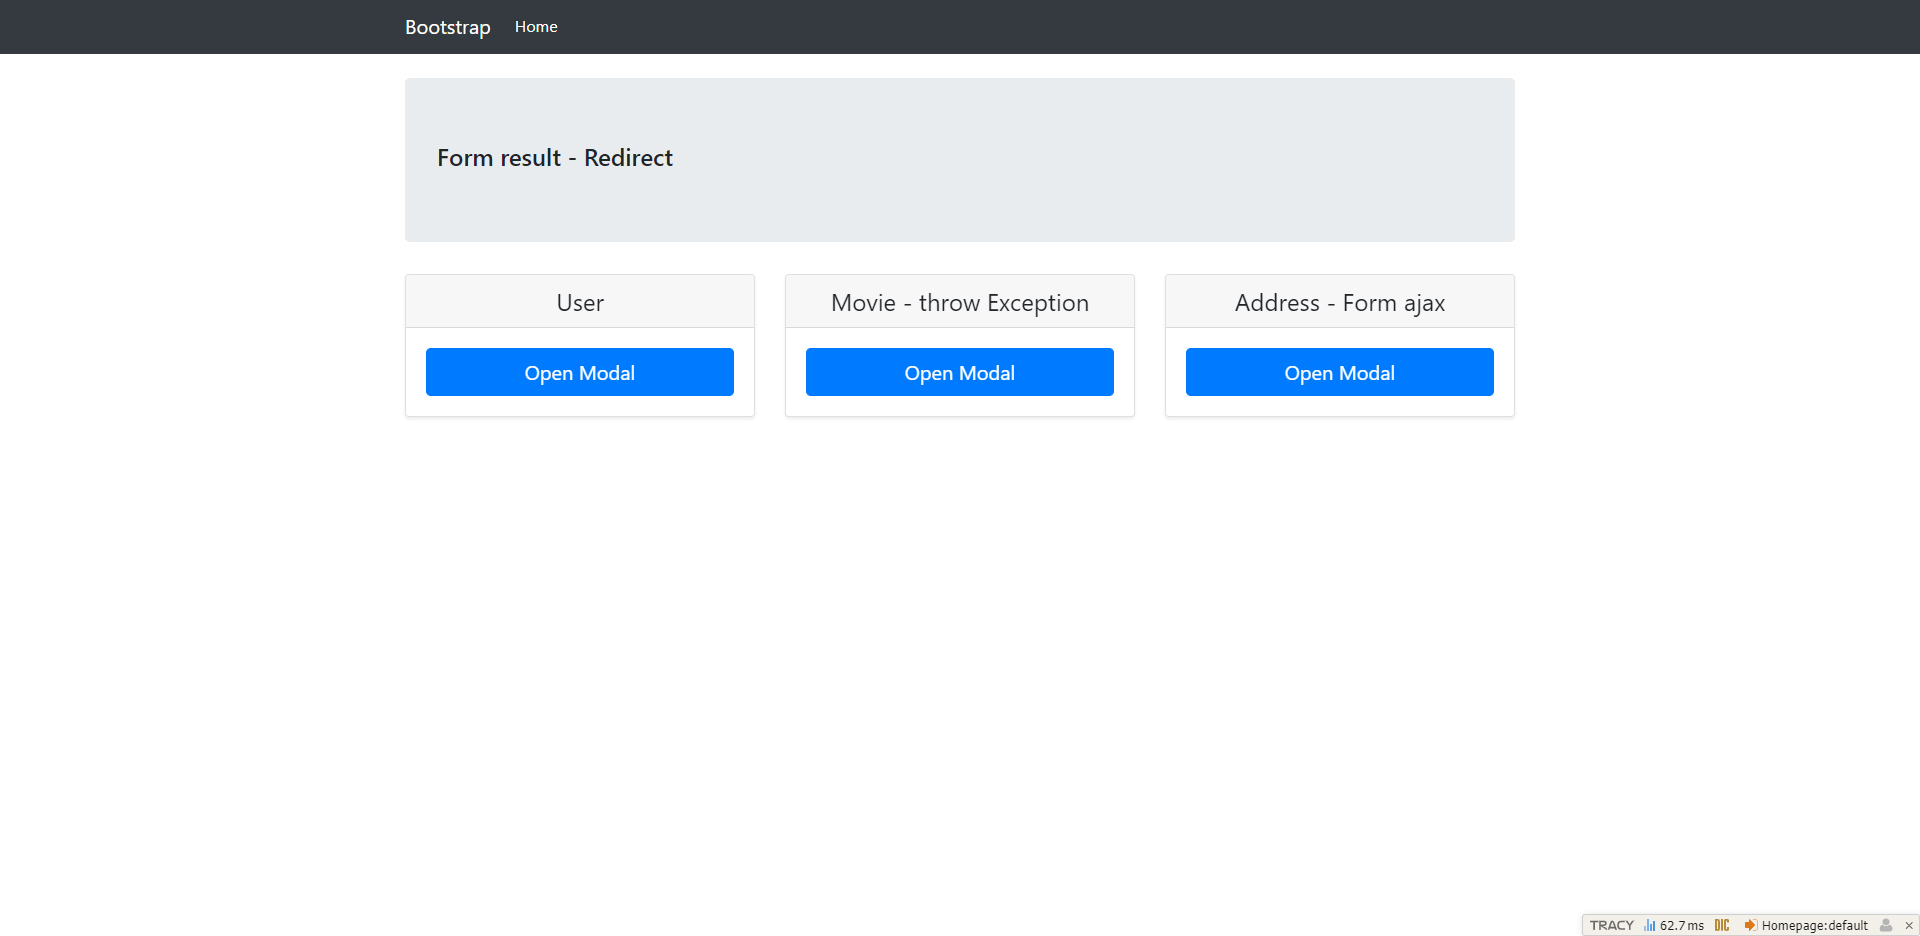 Bootstrap Home
Form result - Redirect
User
Movie - throw Exception
Address - Form ajax
Open Modal
Open Modal
Open Modal
TRACY 62.7 ms DIC Homepage:default ×